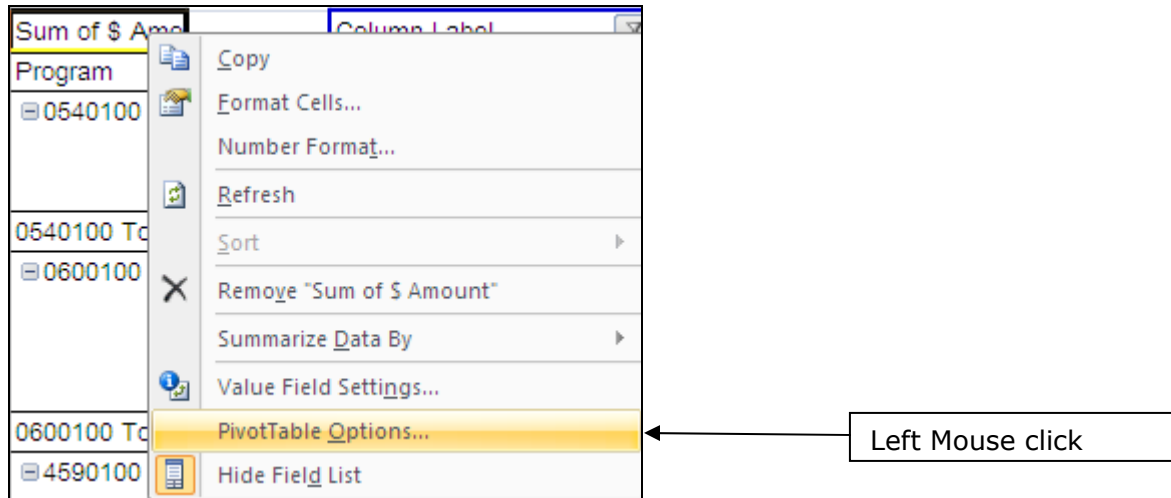 Sum of $ Amo
Column Label
Program
Copy
0540100
Format Cells...
Number Format...
Refresh
0540100 To
Sort
0600100
Remove "Sum of $ Amount"
Summarize Data By
Value Field Settings...
0600100 To
PivotTable Options...
Left Mouse click
4590100
Hide Field List